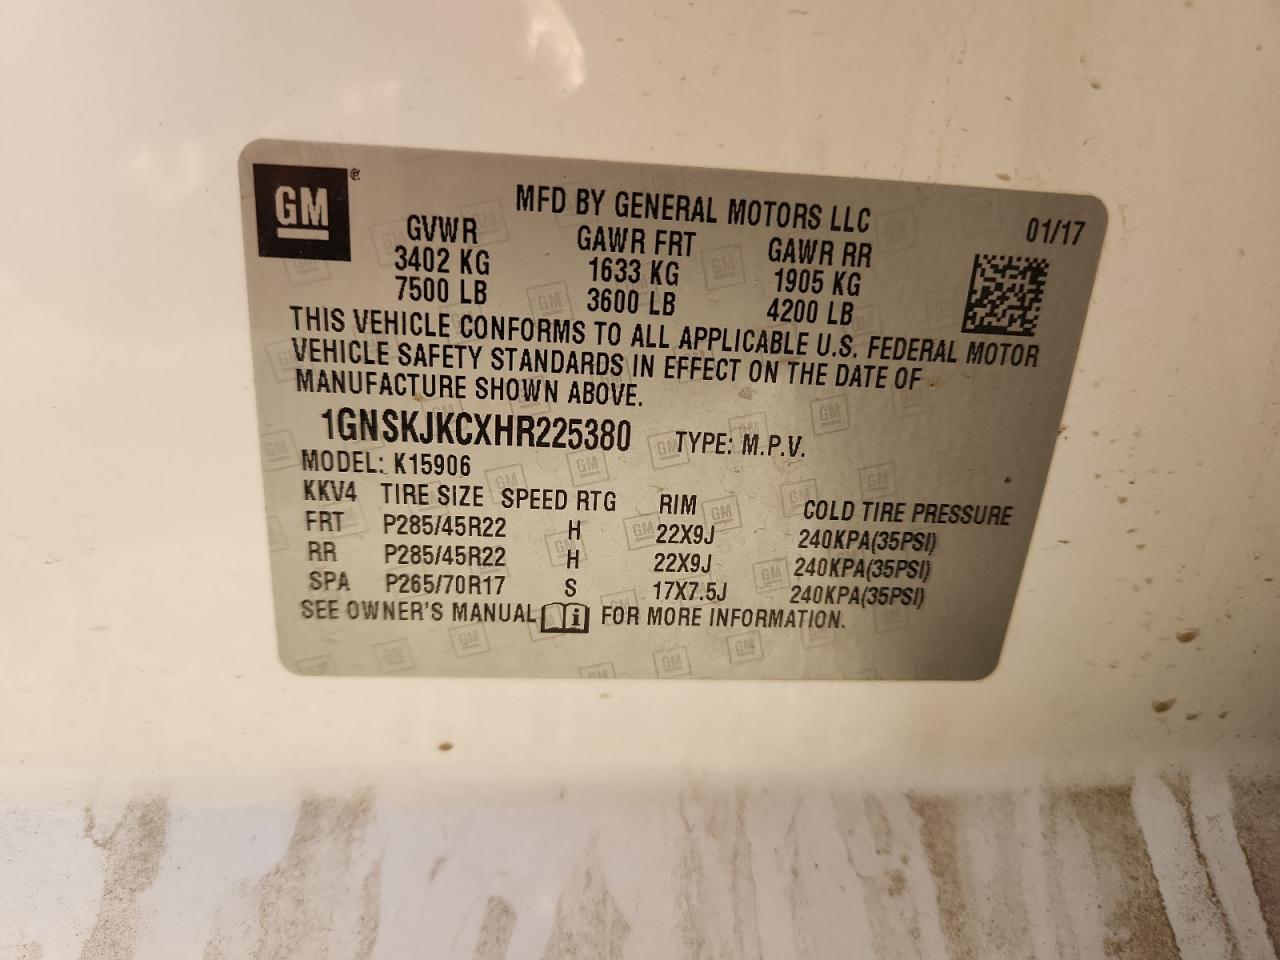 GM
MFD BY GENERAL MOTORS LLC 01/17
GVWR GAWR FRT GAWR RR
3402 KG 1633 KG 1905 KG
7500 LB 3600 LB 4200 LB
THIS VEHICLE CONFORMS TO ALL APPLICABLE U.S. FEDERAL MOTOR
VEHICLE SAFETY STANDARDS IN EFFECT ON THE DATE OF
MANUFACTURE SHOWN ABOVE.
1GNSKJKCXHR225380 TYPE: M.P.V.
MODEL: K15906
KKV4 TIRE SIZE SPEED RTG RIM COLD TIRE PRESSURE
FRT P285/45R22 H 22X9J 240KPA(35PSI)
RR P285/45R22 H 22X9J 240KPA(35PSI)
SPA P265/70R17 S 17X7.5J 240KPA(35PSI)
SEE OWNER'S MANUAL FOR MORE INFORMATION.